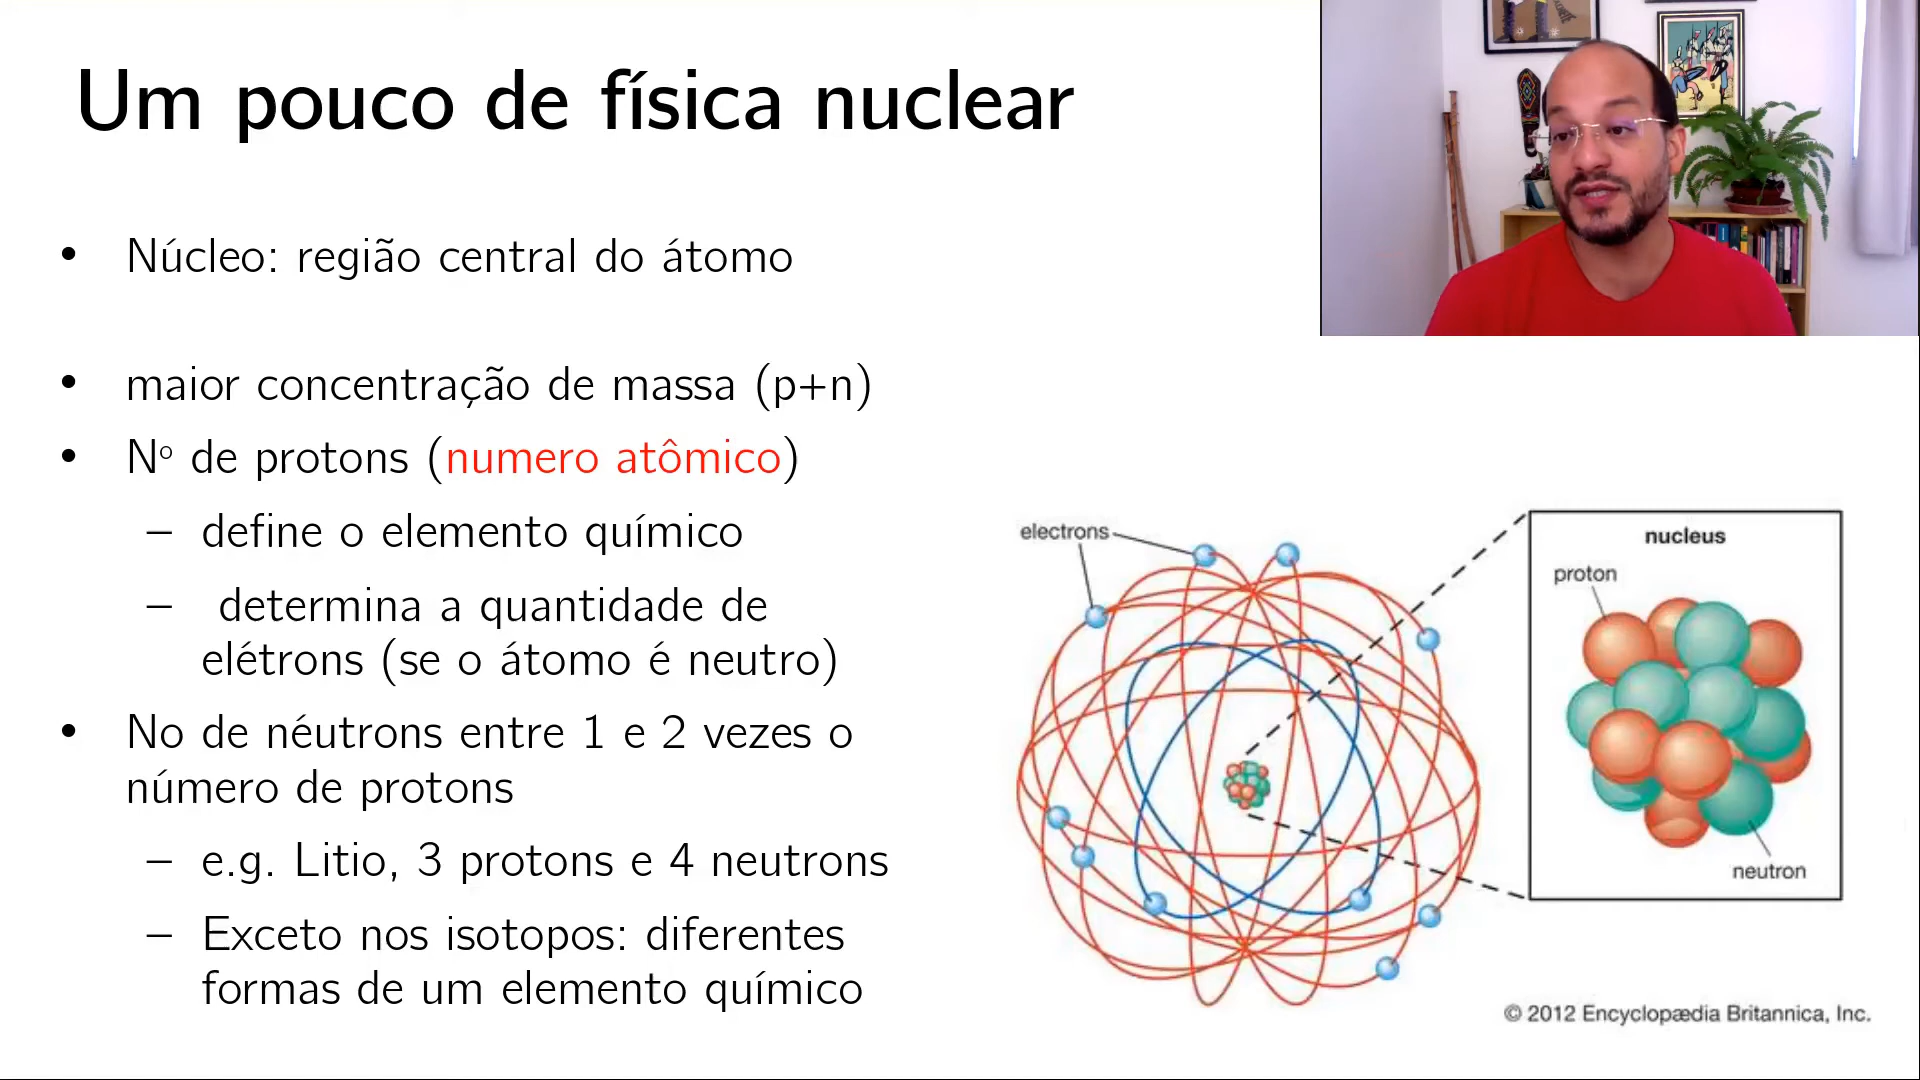 Um pouco de física nuclear
• Núcleo: região central do átomo
• maior concentração de massa (p+n)
• Nº de protons (numero atômico)
– define o elemento químico
– determina a quantidade de
elétrons (se o átomo é neutro)
• No de néutrons entre 1 e 2 vezes o
número de protons
– e.g. Litio, 3 protons e 4 neutrons
– Exceto nos isotopos: diferentes
formas de um elemento químico
electrons
nucleus
proton
neutron
© 2012 Encyclopædia Britannica, Inc.